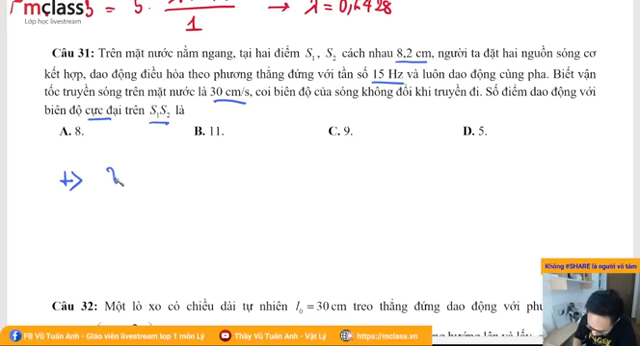 mclass
Lớp học livestream
3 = 5. 1 → λ = 0,6428
Câu 31: Trên mặt nước nằm ngang, tại hai điểm S₁, S₂ cách nhau 8,2 cm, người ta đặt hai nguồn sóng cơ
kết hợp, dao động điều hòa theo phương thẳng đứng với tần số 15 Hz và luôn dao động cùng pha. Biết vận
tốc truyền sóng trên mặt nước là 30 cm/s, coi biên độ của sóng không đổi khi truyền đi. Số điểm dao động với
biên độ cực đại trên S₁S₂ là
A. 8. B. 11. C. 9. D. 5.
+>
Không #SHARE là người vô tâm
Câu 32: Một lò xo có chiều dài tự nhiên l₀ = 30cm treo thẳng đứng dao động với
FB Vũ Tuấn Anh - Giáo viên livestream top 1 môn Lý Thầy Vũ Tuấn Anh - Vật Lý https://mclass.vn